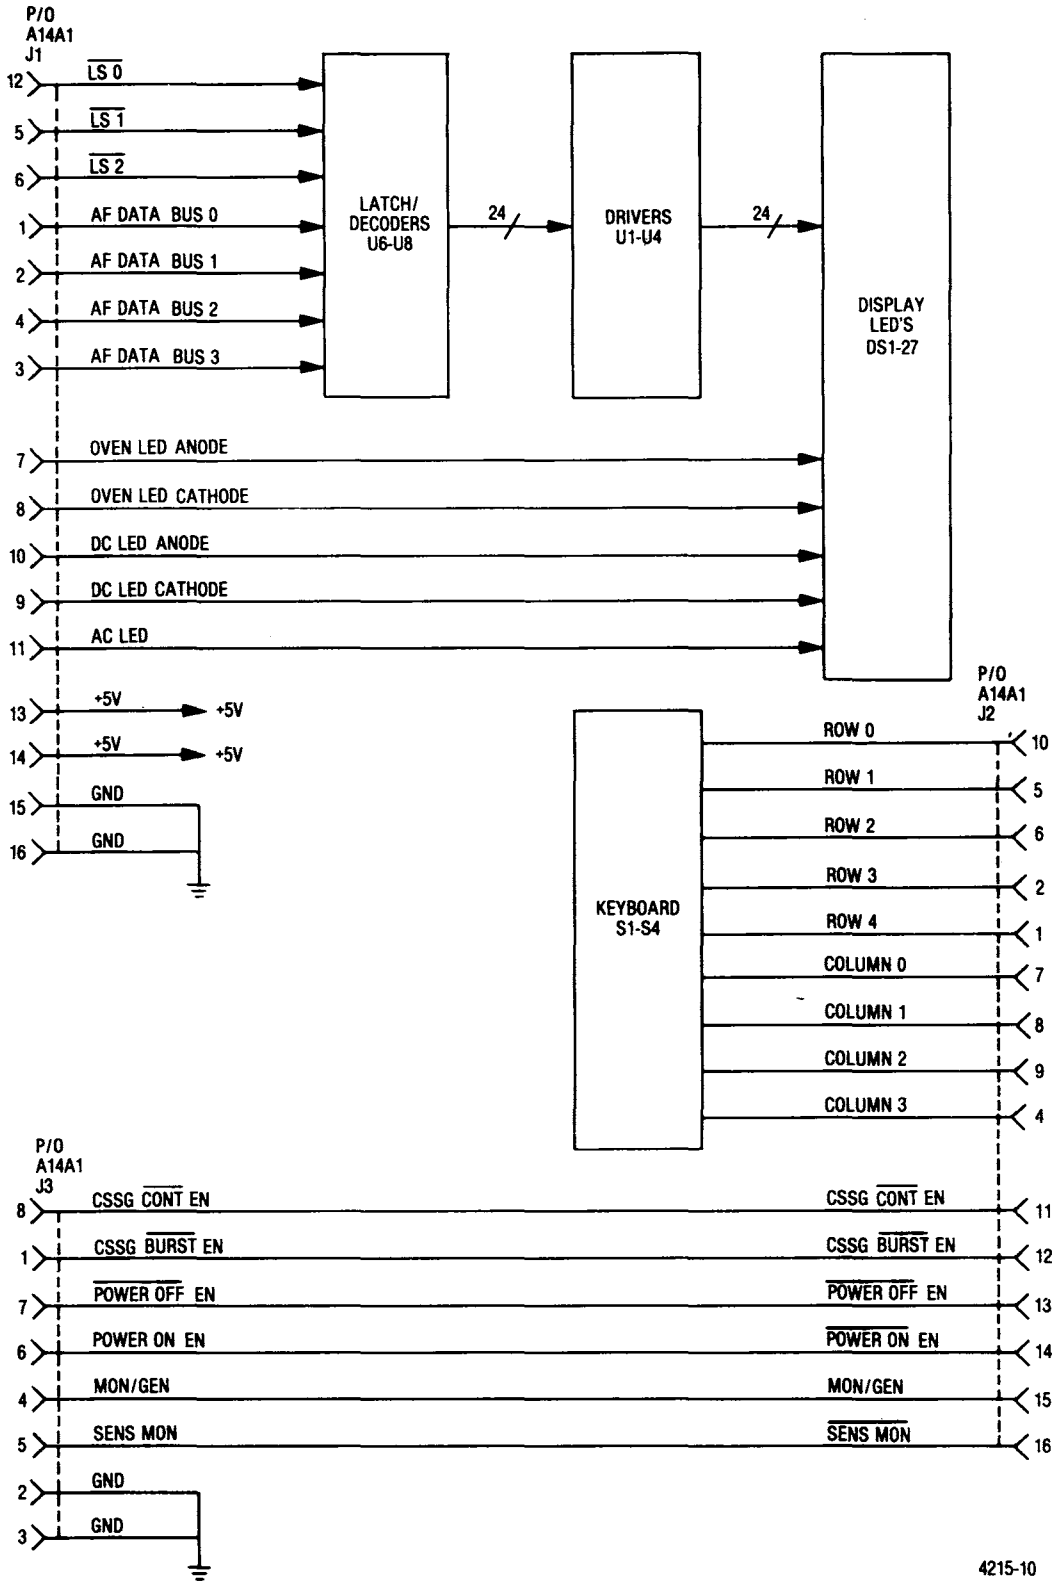 P/O
A14A1
J1
12 LS 0
5 LS 1
6 LS 2
1 AF DATA BUS 0
2 AF DATA BUS 1
4 AF DATA BUS 2
3 AF DATA BUS 3
LATCH/
DECODERS
U6-U8
24
DRIVERS
U1-U4
24
DISPLAY
LED'S
DS1-27
7 OVEN LED ANODE
8 OVEN LED CATHODE
10 DC LED ANODE
9 DC LED CATHODE
11 AC LED
13 +5V +5V
14 +5V +5V
15 GND
16 GND
P/O
A14A1
J2
KEYBOARD
S1-S4
ROW 0 10
ROW 1 5
ROW 2 6
ROW 3 2
ROW 4 1
COLUMN 0 7
COLUMN 1 8
COLUMN 2 9
COLUMN 3 4
P/O
A14A1
J3
8 CSSG CONT EN CSSG CONT EN 11
1 CSSG BURST EN CSSG BURST EN 12
7 POWER OFF EN POWER OFF EN 13
6 POWER ON EN POWER ON EN 14
4 MON/GEN MON/GEN 15
5 SENS MON SENS MON 16
2 GND
3 GND
4215-10